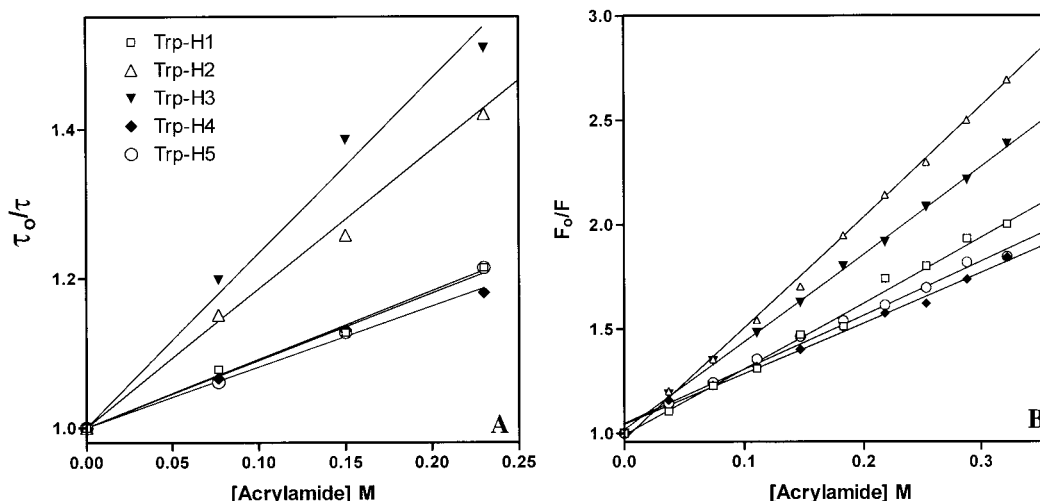 Trp-H1
Trp-H2
Trp-H3
Trp-H4
Trp-H5
1.4
1.2
1.0
τo/τ
A
0.00 0.05 0.10 0.15 0.20 0.25
[Acrylamide] M
3.0
2.5
2.0
1.5
1.0
Fo/F
B
0.0 0.1 0.2 0.3
[Acrylamide] M